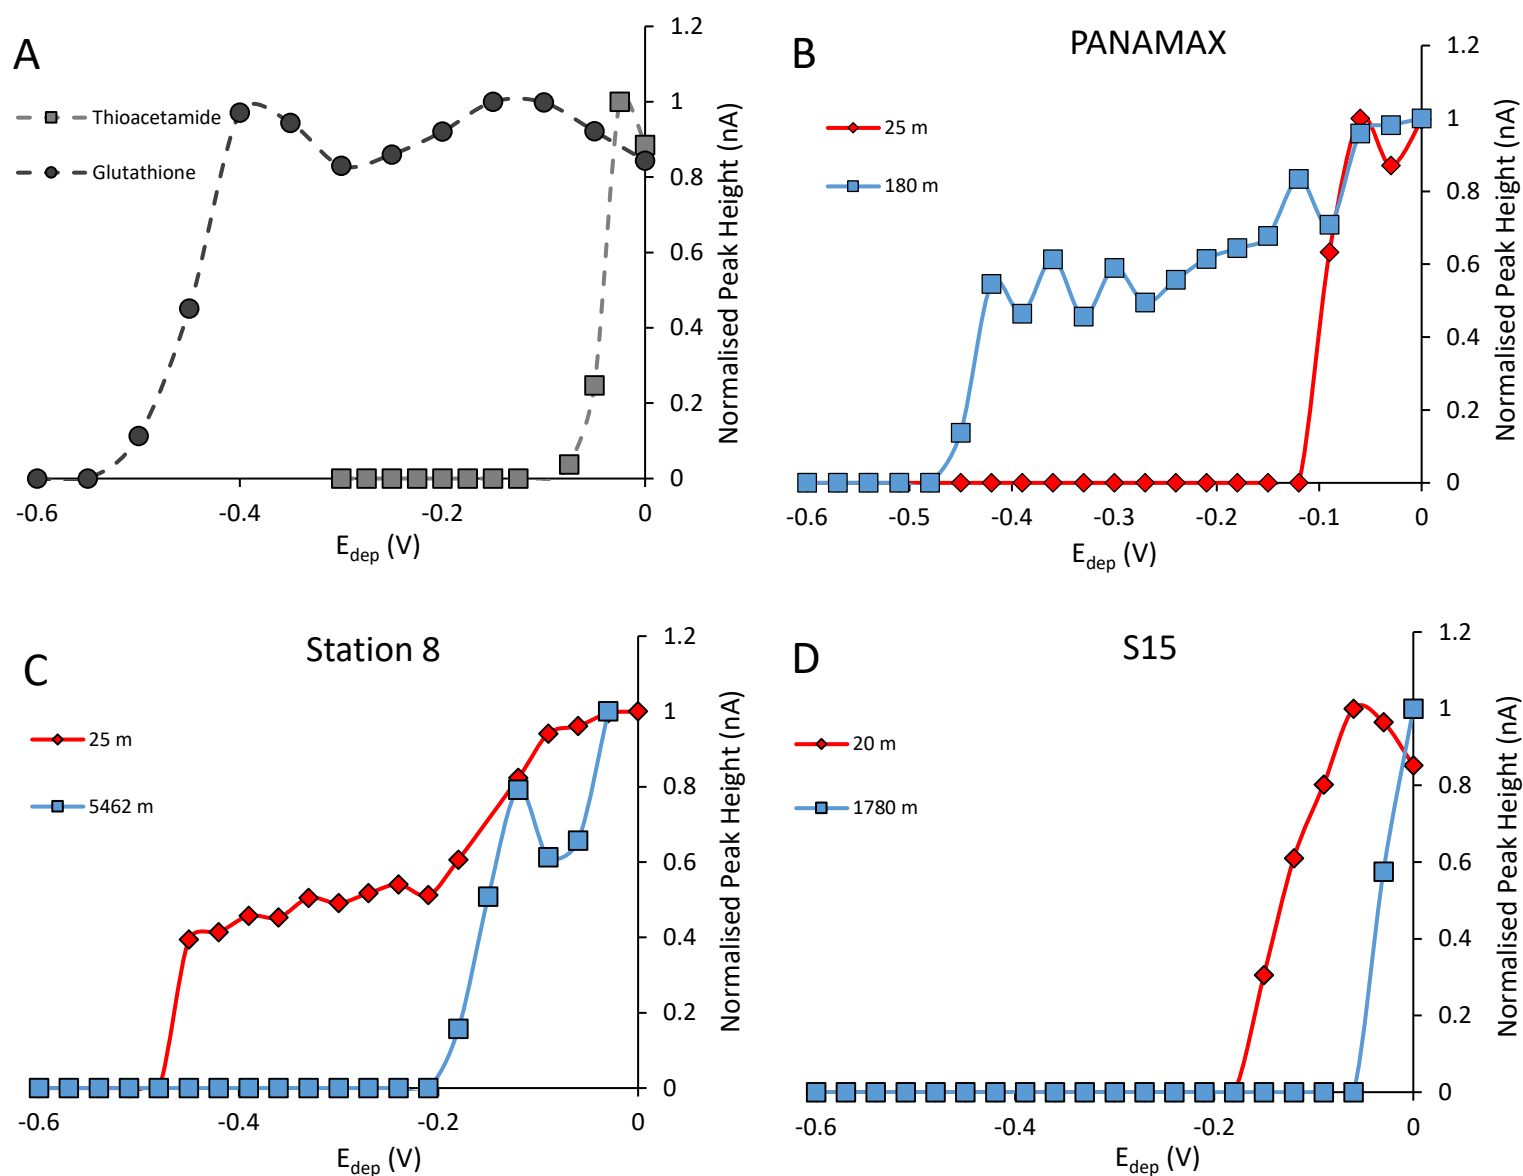 A
Thioacetamide
Glutathione
1.2
1
0.8
0.6
0.4
0.2
0
-0.6
-0.4
-0.2
0
Normalised Peak Height (nA)
Edep (V)
B
PANAMAX
25 m
180 m
1.2
1
0.8
0.6
0.4
0.2
0
-0.6
-0.5
-0.4
-0.3
-0.2
-0.1
0
Normalised Peak Height (nA)
Edep (V)
C
Station 8
25 m
5462 m
1.2
1
0.8
0.6
0.4
0.2
0
-0.6
-0.4
-0.2
0
Normalised Peak Height (nA)
Edep (V)
D
S15
20 m
1780 m
1.2
1
0.8
0.6
0.4
0.2
0
-0.6
-0.4
-0.2
0
Normalised Peak Height (nA)
Edep (V)